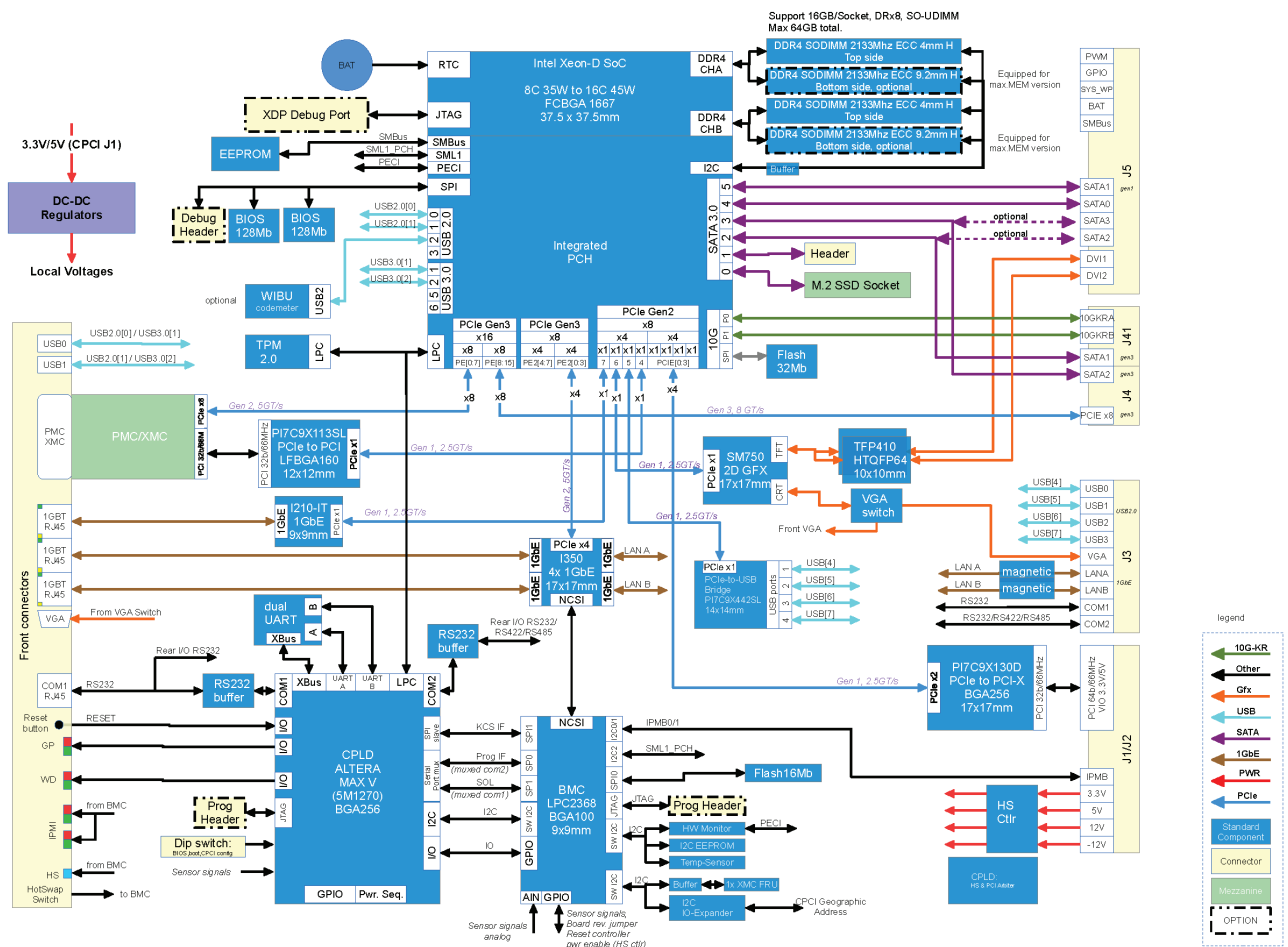 Support 16GB/Socket, DRx8, SO-UDIMM
Max 64GB total.
BAT
RTC
Intel Xeon-D SoC
8C 35W to 16C 45W
FCBGA 1667
37.5 x 37.5mm
Integrated
PCH
DDR4
CHA
DDR4 SODIMM 2133Mhz ECC 4mm H
Top side
DDR4 SODIMM 2133Mhz ECC 9.2mm H
Bottom side, optional
Equipped for
max.MEM version
DDR4
CHB
DDR4 SODIMM 2133Mhz ECC 4mm H
Top side
DDR4 SODIMM 2133Mhz ECC 9.2mm H
Bottom side, optional
Equipped for
max.MEM version
I2C
Buffer
XDP Debug Port
JTAG
EEPROM
SMBus
SML1_PCH
PECI
SMBus
SML1
PECI
SPI
Debug
Header
BIOS
128Mb
BIOS
128Mb
3.3V/5V (CPCI J1)
DC-DC
Regulators
Local Voltages
USB2.0[0]
USB2.0[1]
USB 2.0
0
1
2
3
USB3.0[1]
USB3.0[2]
USB 3.0
1
2
5
6
optional
WIBU
codemeter
USB2
TPM
2.0
LPC
LPC
SATA 3.0
5
4
3
2
1
0
optional
optional
Header
M.2 SSD Socket
10G
P0
P1
SPI
Flash
32Mb
PCIe Gen3
x16
x8
x8
PE[0:7]
PE[8:15]
PCIe Gen3
x8
x4
x4
PE2[4:7]
PE2[0:3]
PCIe Gen2
x8
x4
x4
x1
x1
x1
x1
x1
x1
x1
x1
7
6
5
4
PCIE[0:3]
x8
x8
x4
x1
x1
x1
x4
PWM
GPIO
SYS_WP
BAT
SMBus
SATA1
SATA0
SATA3
SATA2
DVI1
DVI2
J5
gen1
10GKRA
10GKRB
J41
SATA1
gen3
SATA2
gen3
J4
PCIE x8
gen3
Front connectors
USB0
USB2.0[0] / USB3.0[1]
USB1
USB2.0[1] / USB3.0[2]
PMC
XMC
PMC/XMC
PCIe x8
PCI 32b/66M
Gen 2, 5GT/s
Gen 3, 8 GT/s
PCI 32b/66MHz
PI7C9X113SL
PCIe to PCI
LFBGA160
12x12mm
PCIe x1
Gen 1, 2.5GT/s
1GbE
I210-IT
1GbE
9x9mm
PCIe x1
Gen 1, 2.5GT/s
Gen 2, 5GT/s
1GBT
RJ45
1GBT
RJ45
1GBT
RJ45
VGA
From VGA Switch
1GbE
1GbE
PCIe x4
I350
4x 1GbE
17x17mm
NCSI
1GbE
1GbE
LAN A
LAN B
Gen 1, 2.5GT/s
PCIe x1
SM750
2D GFX
17x17mm
TFT
CRT
TFP410
HTQFP64
10x10mm
VGA
switch
Front VGA
Gen 1, 2.5GT/s
PCIe x1
PCIe-to-USB
Bridge
PI7C9X442SL
14x14mm
USB ports
1
2
3
4
USB[4]
USB[5]
USB[6]
USB[7]
USB[4]
USB[5]
USB[6]
USB[7]
USB0
USB1
USB2
USB3
USB2.0
VGA
J3
LAN A
LAN B
magnetic
magnetic
LANA
LANB
1GbE
RS232
COM1
RS232/RS422/RS485
COM2
dual
UART
B
A
XBus
RS232
buffer
Rear I/O RS232/
RS422/RS485
Rear I/O RS232
COM1
RJ45
RS232
RS232
buffer
COM1
XBus
UART
A
UART
B
LPC
COM2
Reset
button
RESET
I/O
GP
I/O
WD
I/O
CPLD
ALTERA
MAX V
(5M1270)
BGA256
SPI
slave
Serial
Port mux
I2C
I/O
GPIO
Pwr. Seq.
JTAG
Prog
Header
Dip switch:
BIOS,boot,CPCI config
Sensor signals
IPMI
from BMC
HS
from BMC
HotSwap
Switch
to BMC
KCS IF
Prog IF
(muxed com2)
SOL
(muxed com1)
I2C
IO
NCSI
SPI1
SPI0
SP1
SW I2C
GPIO
BMC
LPC2368
BGA100
9x9mm
AIN
GPIO
I2C0/1
I2C2
SPI0
JTAG
SW I2C
SW I2C
IPMB0/1
SML1_PCH
Flash16Mb
JTAG
Prog Header
I2C
HW Monitor
PECI
I2C EEPROM
Temp-Sensor
I2C
Buffer
1x XMC FRU
I2C
IO-Expander
CPCI Geographic
Address
Sensor signals
analog
Sensor signals,
Board rev. jumper
Reset controller
pwr enable (HS ctln)
Gen 1, 2.5GT/s
PCIe x2
PI7C9X130D
PCIe to PCI-X
BGA256
17x17mm
PCI 32b/66MHz
PCI 64b/66MHz
VIO 3.3V/5V
J1/J2
IPMB
3.3V
5V
12V
-12V
HS
Ctlr
CPLD:
HS & PCI Arbiter
legend
10G-KR
Other
Gfx
USB
SATA
1GbE
PWR
PCIe
Standard
Component
Connector
Mezzanine
OPTION